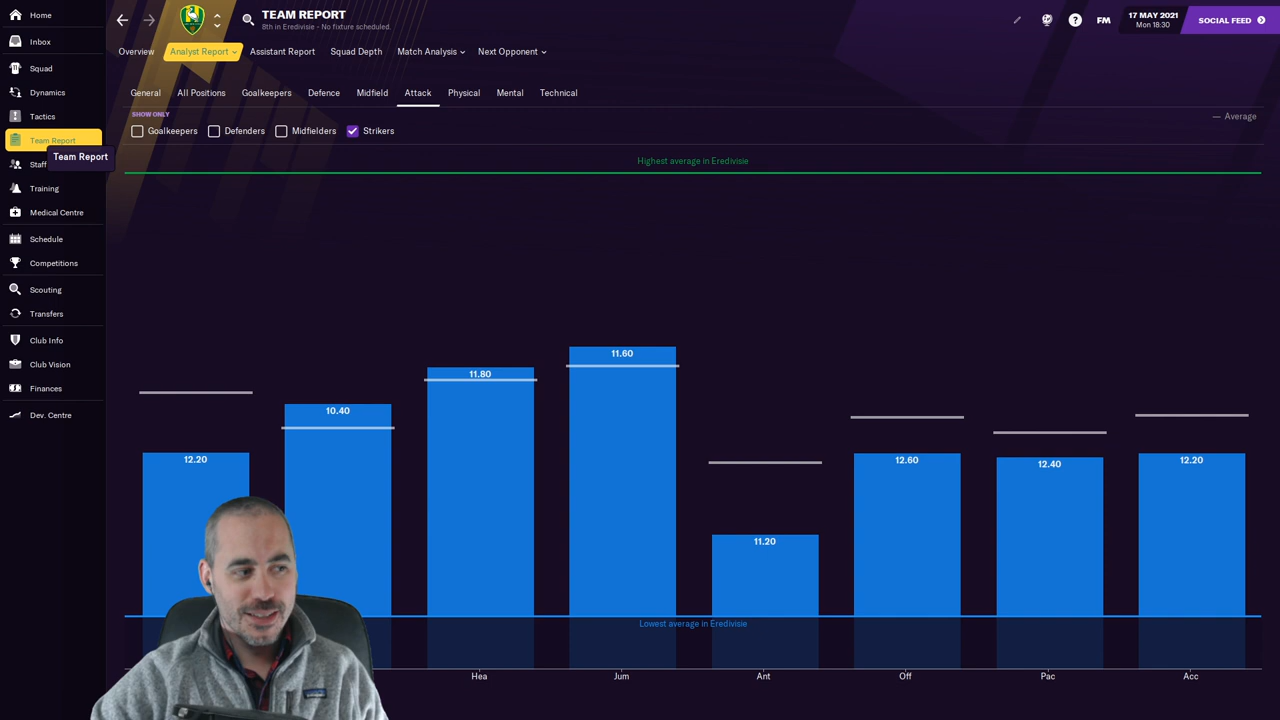 Home
Inbox
Squad
Dynamics
Tactics
Team Report
Team Report
Staff
Training
Medical Centre
Schedule
Competitions
Scouting
Transfers
Club Info
Club Vision
Finances
Dev. Centre
TEAM REPORT
8th in Eredivisie - No fixture scheduled.
FM
17 MAY 2021
Mon 18:30
SOCIAL FEED
Overview Analyst Report Assistant Report Squad Depth Match Analysis Next Opponent
General All Positions Goalkeepers Defence Midfield Attack Physical Mental Technical
SHOW ONLY
Goalkeepers Defenders Midfielders Strikers
Average
Highest average in Eredivisie
12.20 10.40 11.80 11.60 11.20 12.60 12.40 12.20
Lowest average in Eredivisie
Hea Jum Ant Off Pac Acc